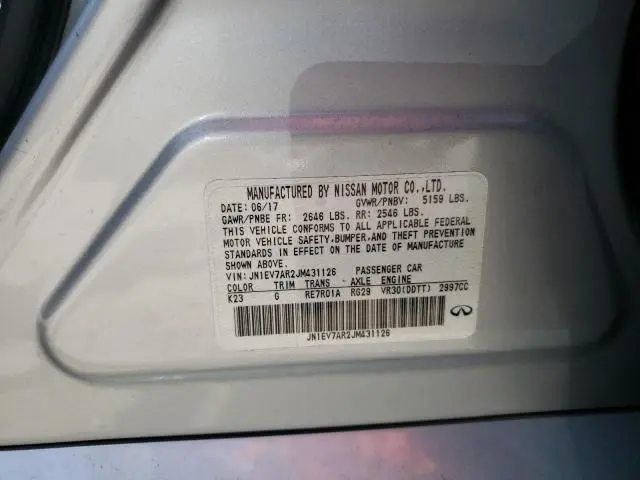 MANUFACTURED BY NISSAN MOTOR CO.,LTD.
DATE: 06/17 GVWR/PNBV: 5159 LBS.
GAWR/PNBE FR: 2646 LBS. RR: 2546 LBS.
THIS VEHICLE CONFORMS TO ALL APPLICABLE FEDERAL
MOTOR VEHICLE SAFETY,BUMPER,AND THEFT PREVENTION
STANDARDS IN EFFECT ON THE DATE OF MANUFACTURE
SHOWN ABOVE.
VIN: JN1EV7AR2JM431126 PASSENGER CAR
COLOR TRIM TRANS AXLE ENGINE
K23 G RE7R01A RG29 VR30(DDTT) 2997CC
JN1EV7AR2JM431126